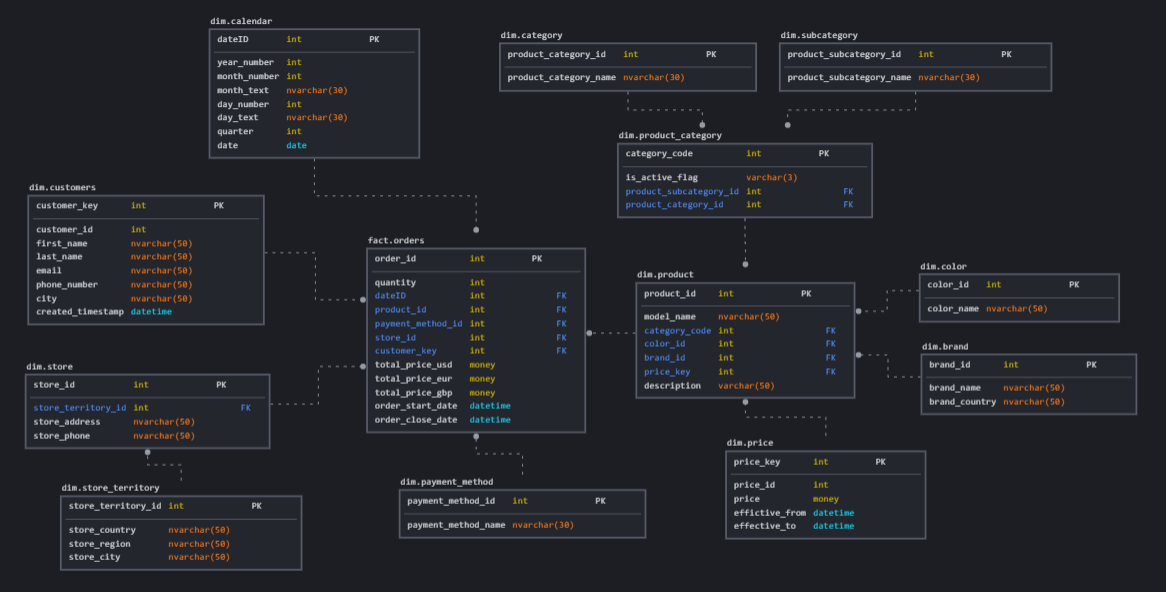 dim.calendar
dateID int PK
year_number int
month_number int
month_text nvarchar(30)
day_number int
day_text nvarchar(30)
quarter int
date date
dim.category
product_category_id int PK
product_category_name nvarchar(30)
dim.subcategory
product_subcategory_id int PK
product_subcategory_name nvarchar(30)
dim.product_category
category_code int PK
is_active_flag varchar(3)
product_subcategory_id int FK
product_category_id int FK
dim.customers
customer_key int PK
customer_id int
first_name nvarchar(50)
last_name nvarchar(50)
email nvarchar(50)
phone_number nvarchar(50)
city nvarchar(50)
created_timestamp datetime
fact.orders
order_id int PK
quantity int
dateID int FK
product_id int FK
payment_method_id int FK
store_id int FK
customer_key int FK
total_price_usd money
total_price_eur money
total_price_gbp money
order_start_date datetime
order_close_date datetime
dim.product
product_id int PK
model_name nvarchar(50)
category_code int FK
color_id int FK
brand_id int FK
price_key int FK
description varchar(50)
dim.color
color_id int PK
color_name nvarchar(50)
dim.brand
brand_id int PK
brand_name nvarchar(50)
brand_country nvarchar(50)
dim.store
store_id int PK
store_territory_id int FK
store_address nvarchar(50)
store_phone nvarchar(50)
dim.store_territory
store_territory_id int PK
store_country nvarchar(50)
store_region nvarchar(50)
store_city nvarchar(50)
dim.payment_method
payment_method_id int PK
payment_method_name nvarchar(30)
dim.price
price_key int PK
price_id int
price money
effictive_from datetime
effective_to datetime